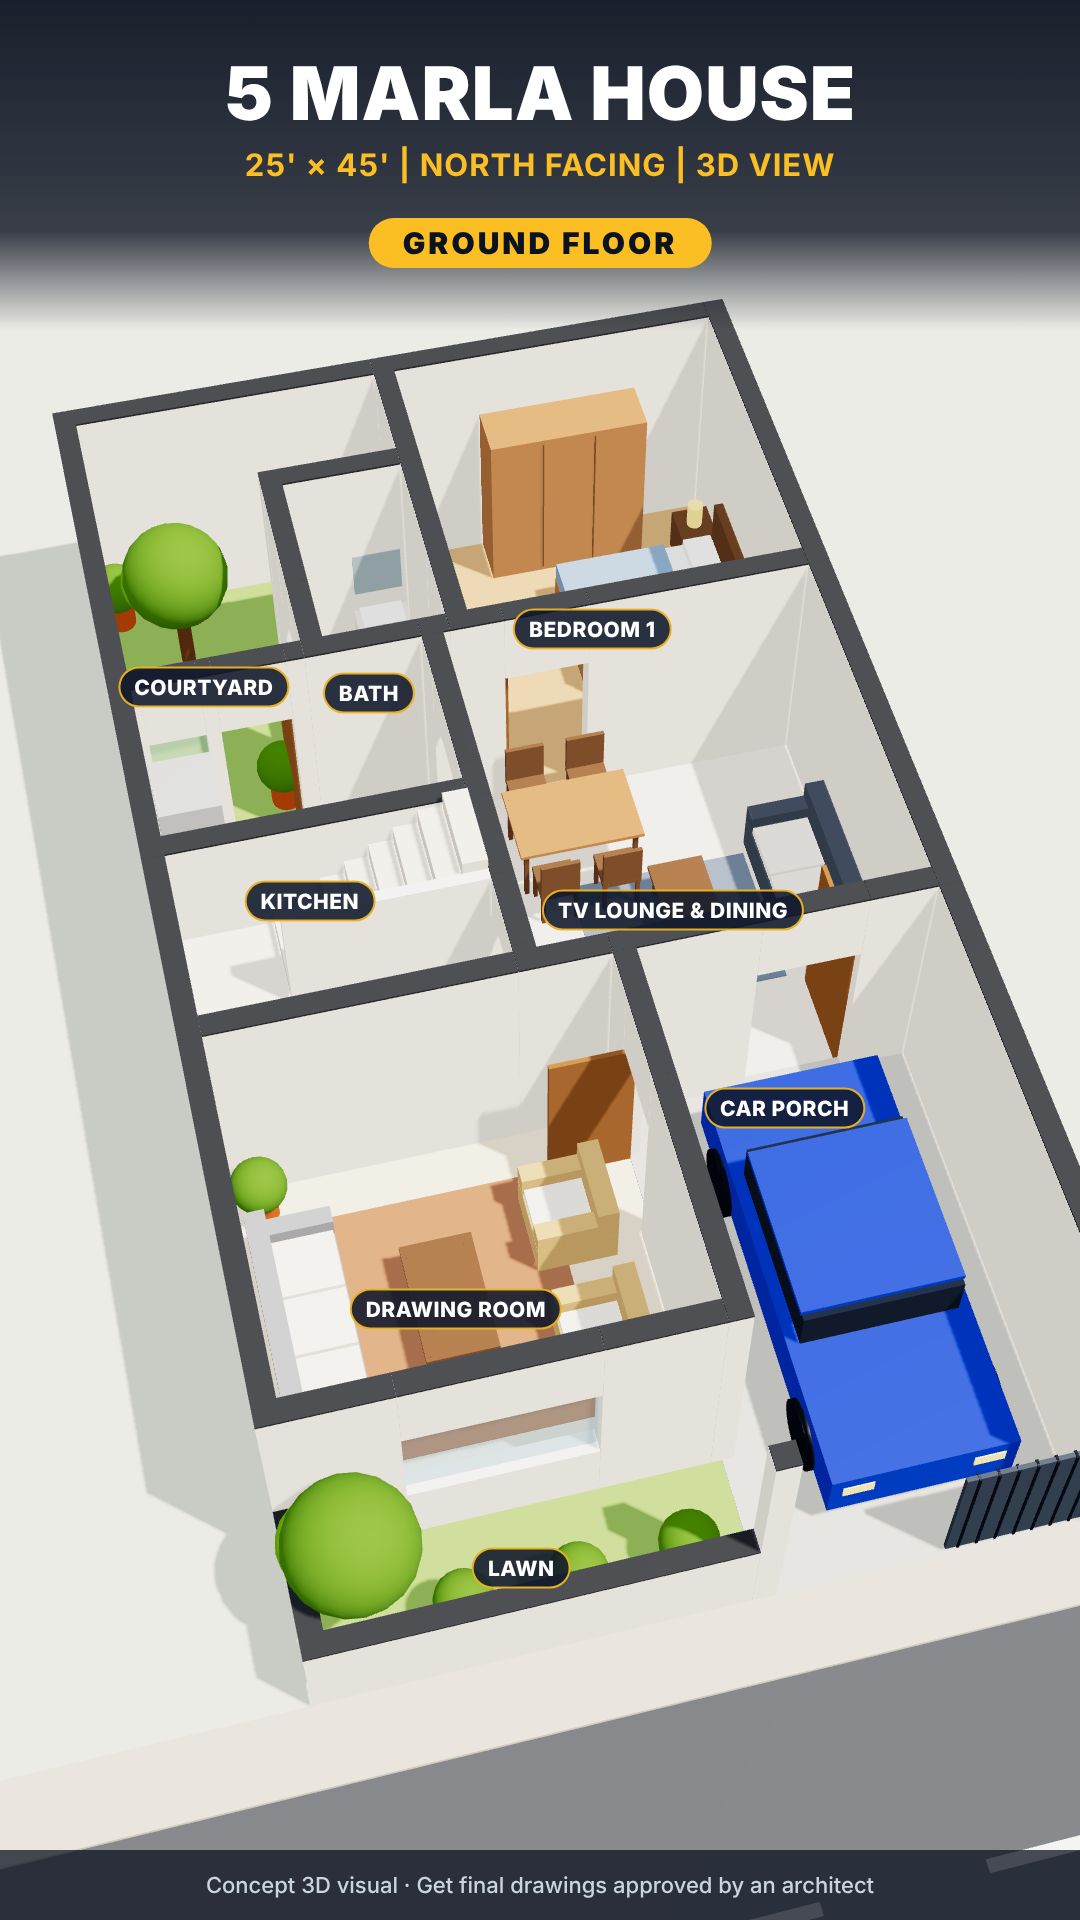 5 MARLA HOUSE
25' × 45' | NORTH FACING | 3D VIEW
GROUND FLOOR
BEDROOM 1
COURTYARD
BATH
KITCHEN
TV LOUNGE & DINING
CAR PORCH
DRAWING ROOM
LAWN
Concept 3D visual · Get final drawings approved by an architect